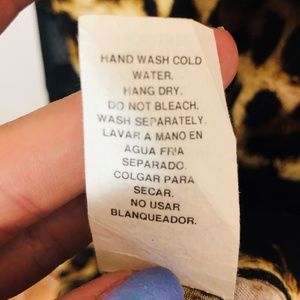 HAND WASH COLD
WATER.
HANG DRY.
DO NOT BLEACH.
WASH SEPARATELY.
LAVAR A MANO EN
AGUA FRIA
SEPARADO.
COLGAR PARA
SECAR.
NO USAR
BLANQUEADOR.